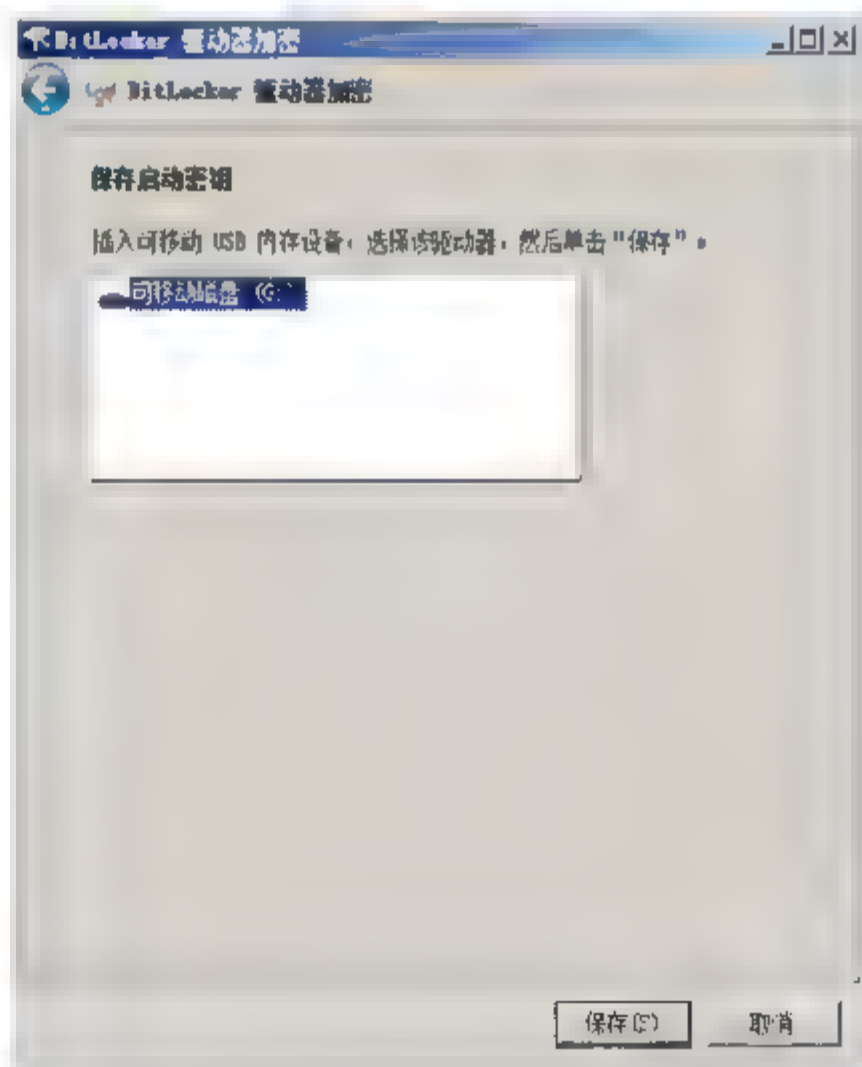 BitLocker 驱动器加密
BitLocker 驱动器加密
保存启动密钥
插入可移动 USB 内存设备，选择该驱动器，然后单击"保存"。
可移动磁盘 (G:)
保存(S)
取消